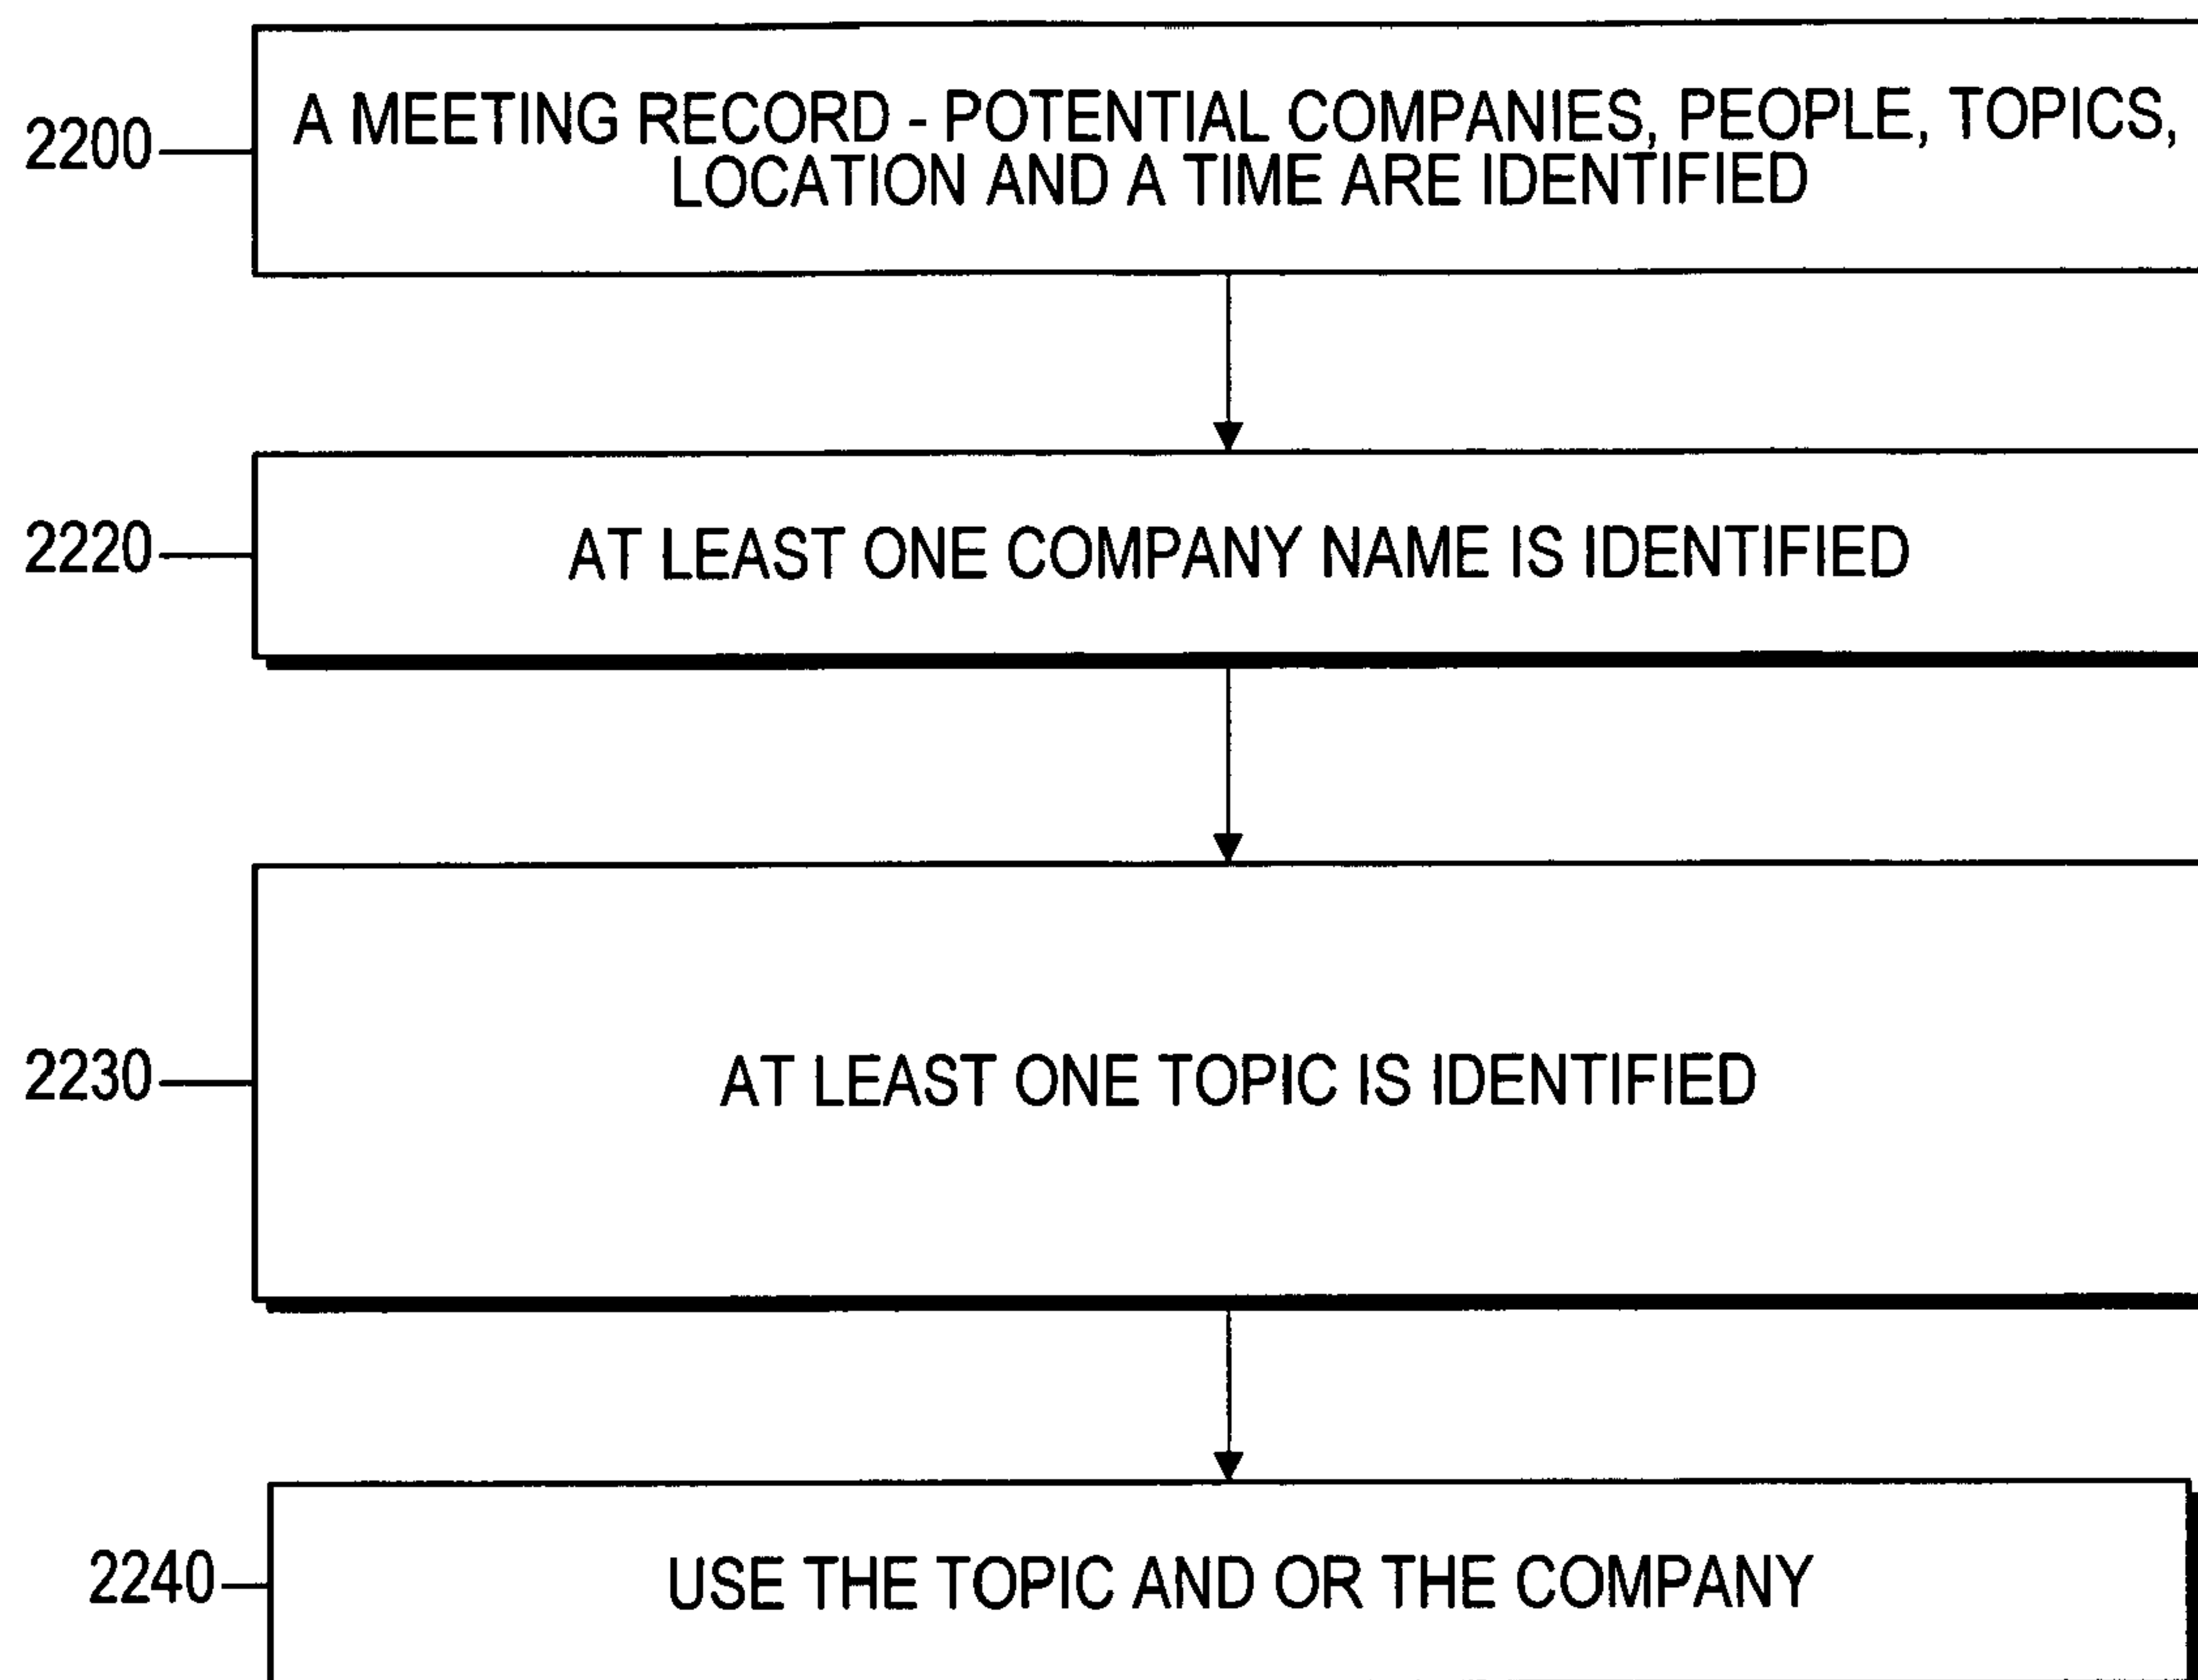 2200
A MEETING RECORD - POTENTIAL COMPANIES, PEOPLE, TOPICS,
LOCATION AND A TIME ARE IDENTIFIED
2220
AT LEAST ONE COMPANY NAME IS IDENTIFIED
2230
AT LEAST ONE TOPIC IS IDENTIFIED
2240
USE THE TOPIC AND OR THE COMPANY